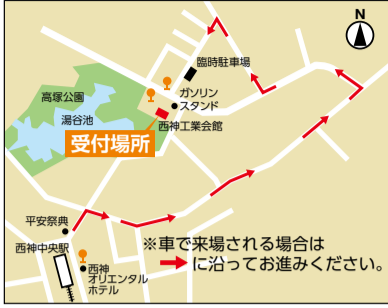 N
臨時駐車場
高塚公園
ガソリン
スタンド
湯谷池
西神工業会館
受付場所
平安祭典
西神中央駅
西神
オリエンタル
ホテル
※車で来場される場合は
に沿ってお進みください。